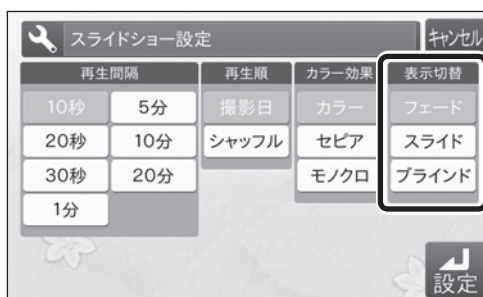 スライドショー設定
キャンセル
再生間隔
再生順
カラー効果
表示切替
10秒
5分
撮影日
カラー
フェード
20秒
10分
シャッフル
セピア
スライド
30秒
20分
モノクロ
ブラインド
1分
設定